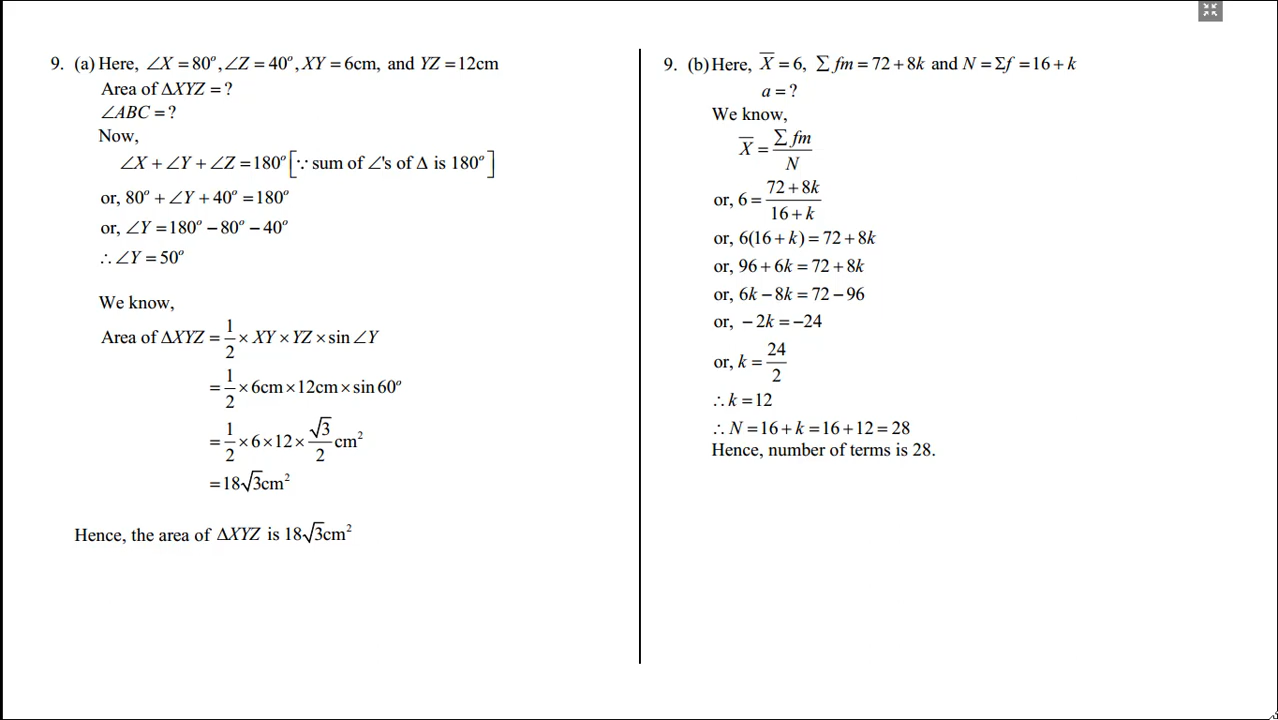 9. (a) Here, ∠X = 80°, ∠Z = 40°, XY = 6cm, and YZ = 12cm
Area of ΔXYZ = ?
∠ABC = ?
Now,
∠X + ∠Y + ∠Z = 180° [∵ sum of ∠'s of Δ is 180°]
or, 80° + ∠Y + 40° = 180°
or, ∠Y = 180° − 80° − 40°
∴ ∠Y = 50°
We know,
Area of ΔXYZ = 1/2 × XY × YZ × sin ∠Y
= 1/2 × 6cm × 12cm × sin 60°
= 1/2 × 6 × 12 × √3/2 cm²
= 18√3cm²
Hence, the area of ΔXYZ is 18√3cm²
9. (b) Here, X̄ = 6, ∑ fm = 72 + 8k and N = Σf = 16 + k
a = ?
We know,
X̄ = ∑ fm / N
or, 6 = (72 + 8k) / (16 + k)
or, 6(16 + k) = 72 + 8k
or, 96 + 6k = 72 + 8k
or, 6k − 8k = 72 − 96
or, − 2k = −24
or, k = 24/2
∴ k = 12
∴ N = 16 + k = 16 + 12 = 28
Hence, number of terms is 28.